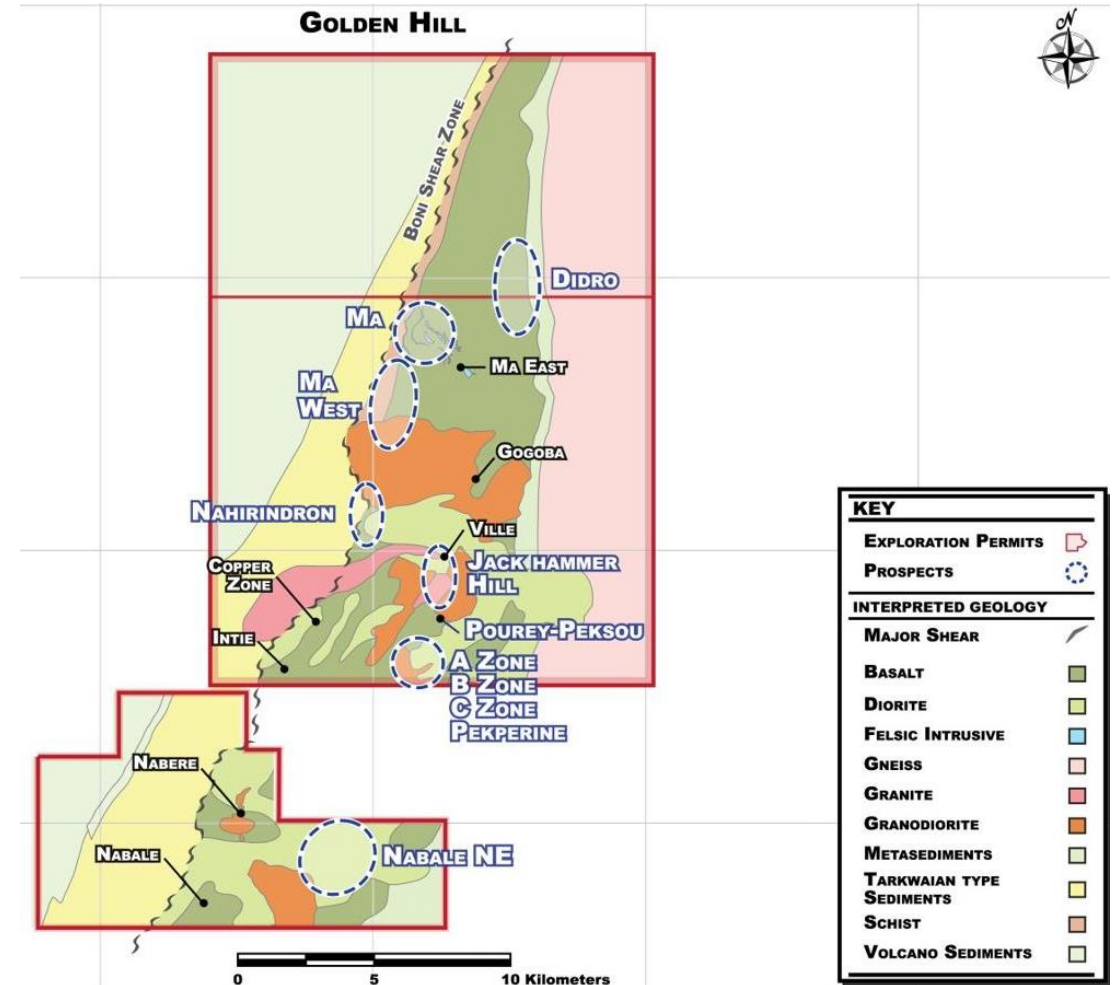 GOLDEN HILL
N
BONI SHEAR-ZONE
DIDRO
MA
MA EAST
MA
WEST
GOGOBA
NAHIRINDRON
VILLE
COPPER
ZONE
JACK HAMMER
HILL
INTIE
POUREY-PEKSOU
A ZONE
B ZONE
C ZONE
PEKPERINE
NABERE
NABALE
NABALE NE
0 5 10 KILOMETERS
KEY
EXPLORATION PERMITS
PROSPECTS
INTERPRETED GEOLOGY
MAJOR SHEAR
BASALT
DIORITE
FELSIC INTRUSIVE
GNEISS
GRANITE
GRANODIORITE
METASEDIMENTS
TARKWAIAN TYPE
SEDIMENTS
SCHIST
VOLCANO SEDIMENTS